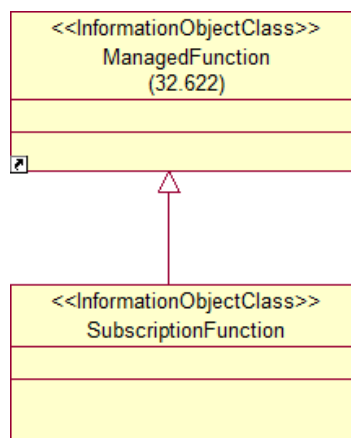 <<InformationObjectClass>>
ManagedFunction
(32.622)
<<InformationObjectClass>>
SubscriptionFunction